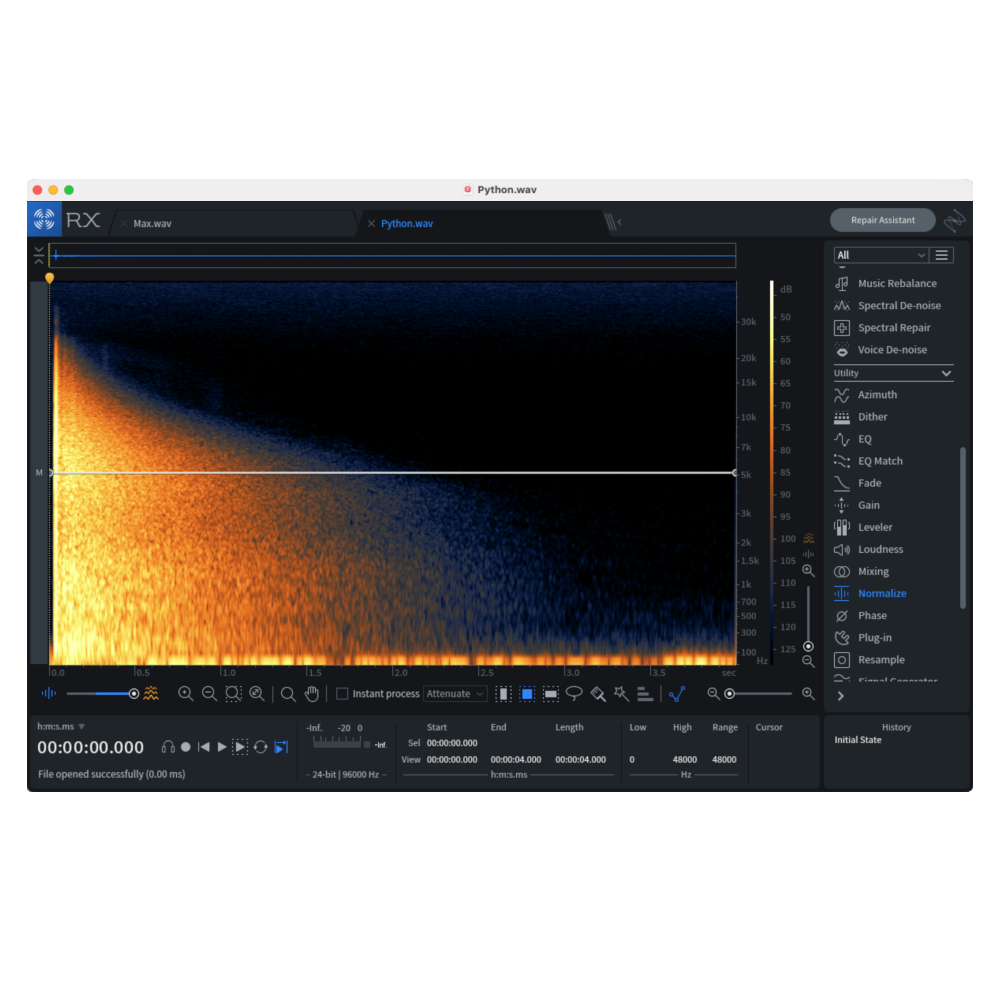 Python.wav
RX
Max.wav
Python.wav
Repair Assistant
All
Music Rebalance
Spectral De-noise
Spectral Repair
Voice De-noise
Utility
Azimuth
Dither
EQ
EQ Match
Fade
Gain
Leveler
Loudness
Mixing
Normalize
Phase
Plug-in
Resample
Signal Generator
M
30k
20k
15k
10k
7k
5k
3k
2k
1.5k
1k
700
500
300
100
Hz
dB
50
55
60
65
70
75
80
85
90
95
100
105
110
115
120
125
0.0 0.5 1.0 1.5 2.0 2.5 3.0 3.5 sec
Instant process Attenuate
h:m:s.ms
00:00:00.000
File opened successfully (0.00 ms)
-Inf. -20 0
-Inf.
24-bit | 96000 Hz
Start End Length
Sel 00:00:00.000
View 00:00:00.000 00:00:04.000 00:00:04.000
h:m:s.ms
Low High Range
0 48000 48000
Hz
Cursor
History
Initial State